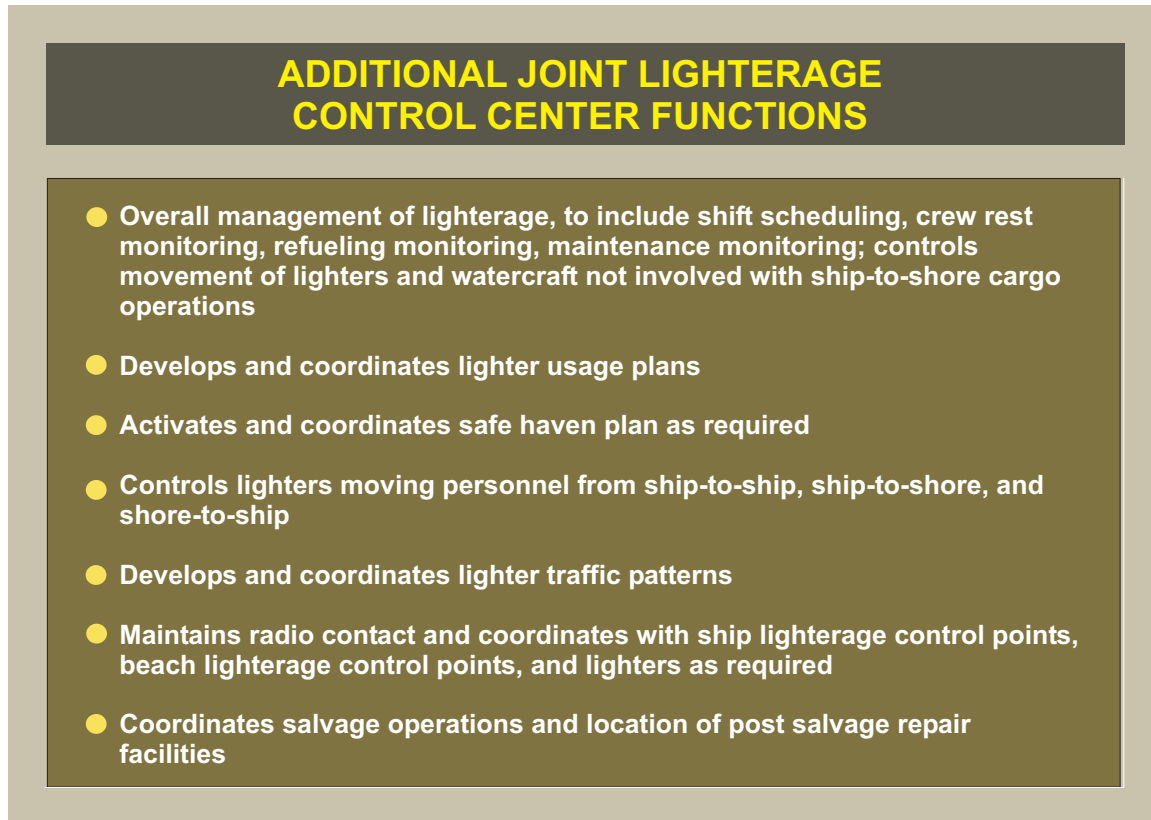 ADDITIONAL JOINT LIGHTERAGE
CONTROL CENTER FUNCTIONS
Overall management of lighterage, to include shift scheduling, crew rest
monitoring, refueling monitoring, maintenance monitoring; controls
movement of lighters and watercraft not involved with ship-to-shore cargo
operations
Develops and coordinates lighter usage plans
Activates and coordinates safe haven plan as required
Controls lighters moving personnel from ship-to-ship, ship-to-shore, and
shore-to-ship
Develops and coordinates lighter traffic patterns
Maintains radio contact and coordinates with ship lighterage control points,
beach lighterage control points, and lighters as required
Coordinates salvage operations and location of post salvage repair
facilities